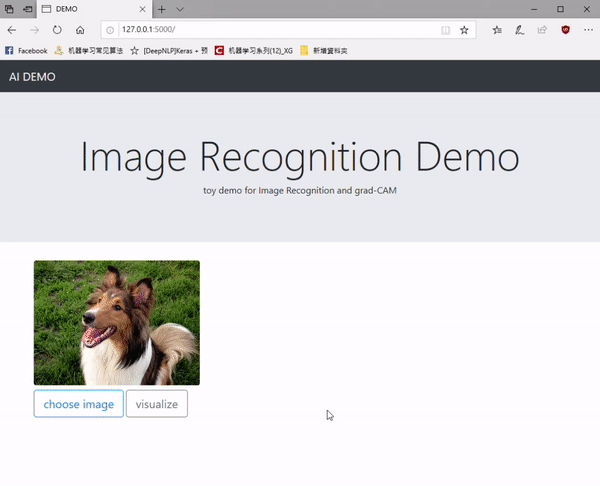 DEMO
127.0.0.1:5000/
Facebook 机器学习常见算法 [DeepNLP]Keras + 预 机器学习系列(12)_XG 新增資料夾
AI DEMO
Image Recognition Demo
toy demo for Image Recognition and grad-CAM
choose image visualize